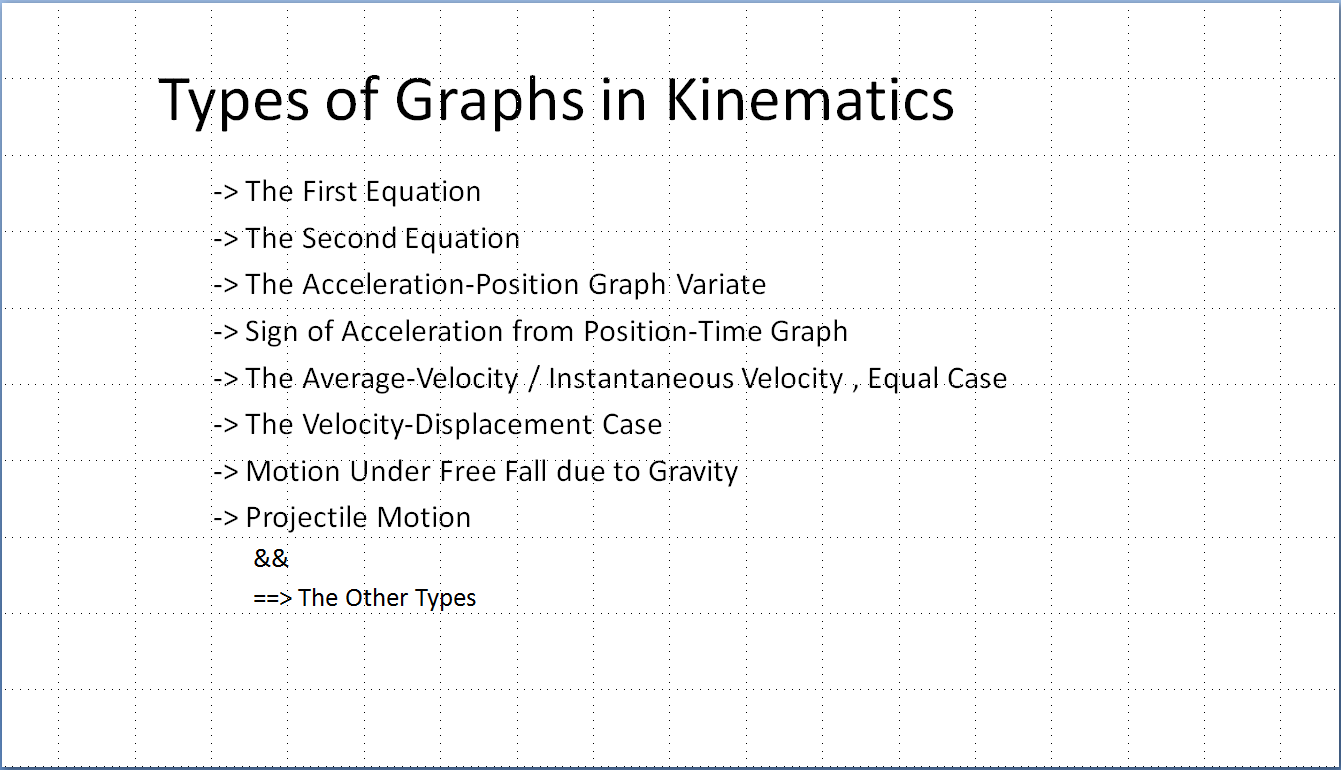 Types of Graphs in Kinematics
-> The First Equation
-> The Second Equation
-> The Acceleration-Position Graph Variate
-> Sign of Acceleration from Position-Time Graph
-> The Average-Velocity / Instantaneous Velocity , Equal Case
-> The Velocity-Displacement Case
-> Motion Under Free Fall due to Gravity
-> Projectile Motion
&&
==> The Other Types